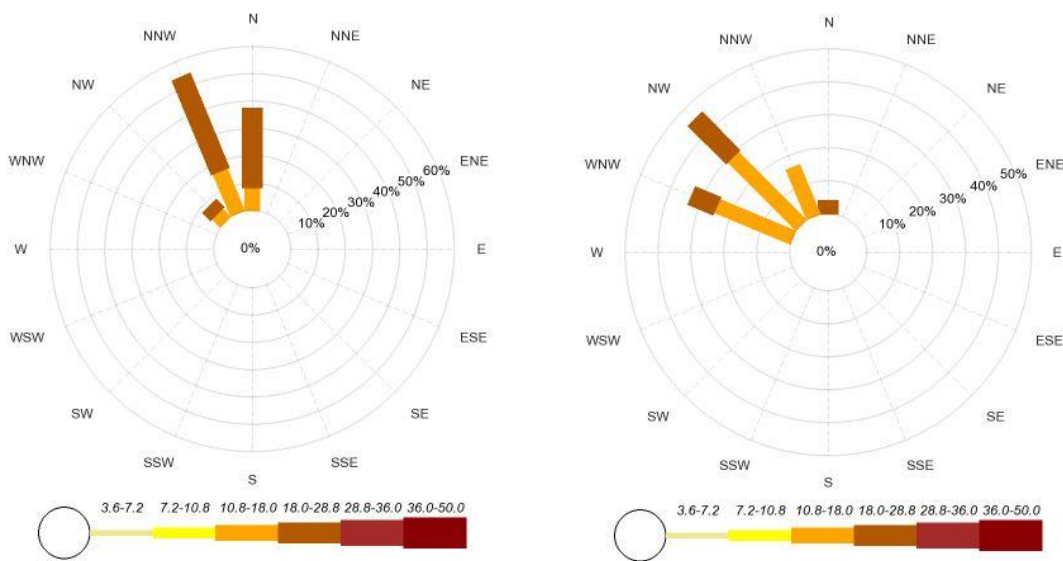 N
NNW
NNE
NW
NE
WNW
ENE
60%
50%
40%
30%
20%
10%
0%
W
E
WSW
ESE
SW
SE
SSW
SSE
S
3.6-7.2 7.2-10.8 10.8-18.0 18.0-28.8 28.8-36.0 36.0-50.0
N
NNW
NNE
NW
NE
WNW
ENE
50%
40%
30%
20%
10%
0%
W
E
WSW
ESE
SW
SE
SSW
SSE
S
3.6-7.2 7.2-10.8 10.8-18.0 18.0-28.8 28.8-36.0 36.0-50.0